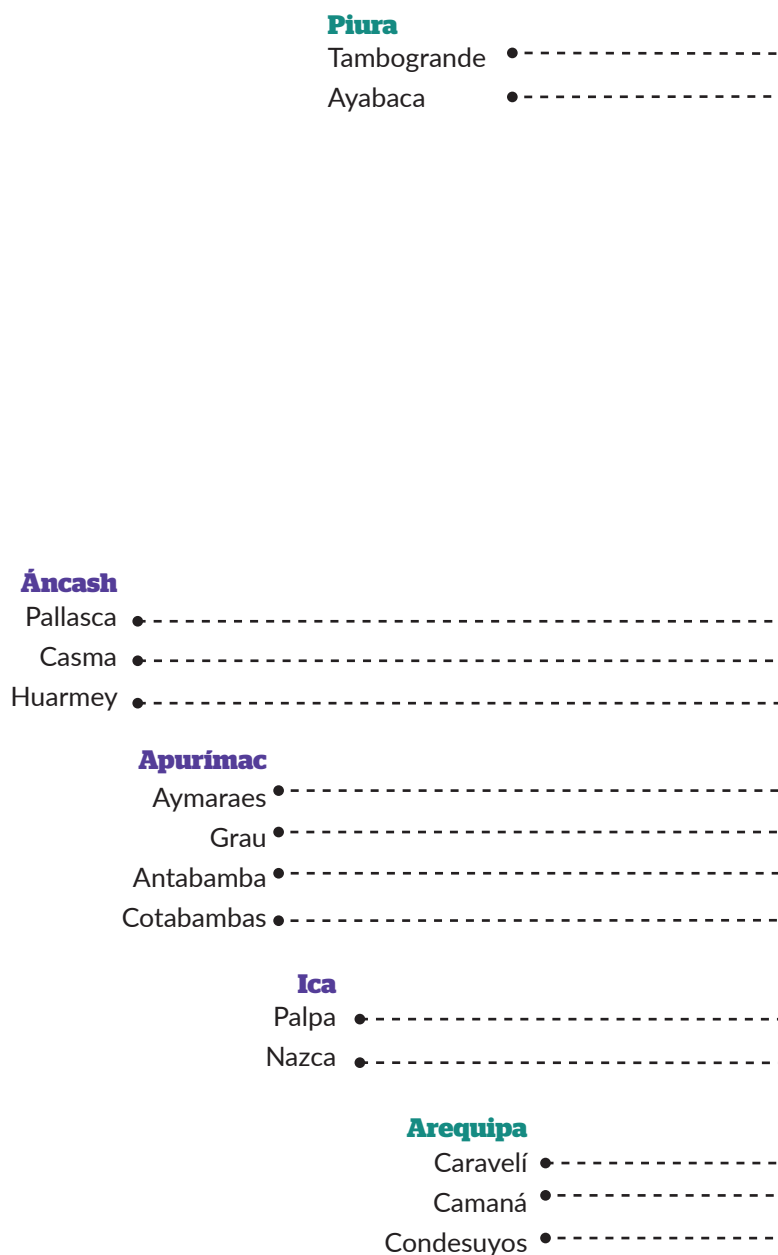 Piura
Tambogrande
Ayabaca
Áncash
Pallasca
Casma
Huarmey
Apurímac
Aymaraes
Grau
Antabamba
Cotabambas
Ica
Palpa
Nazca
Arequipa
Caravelí
Camaná
Condesuyos